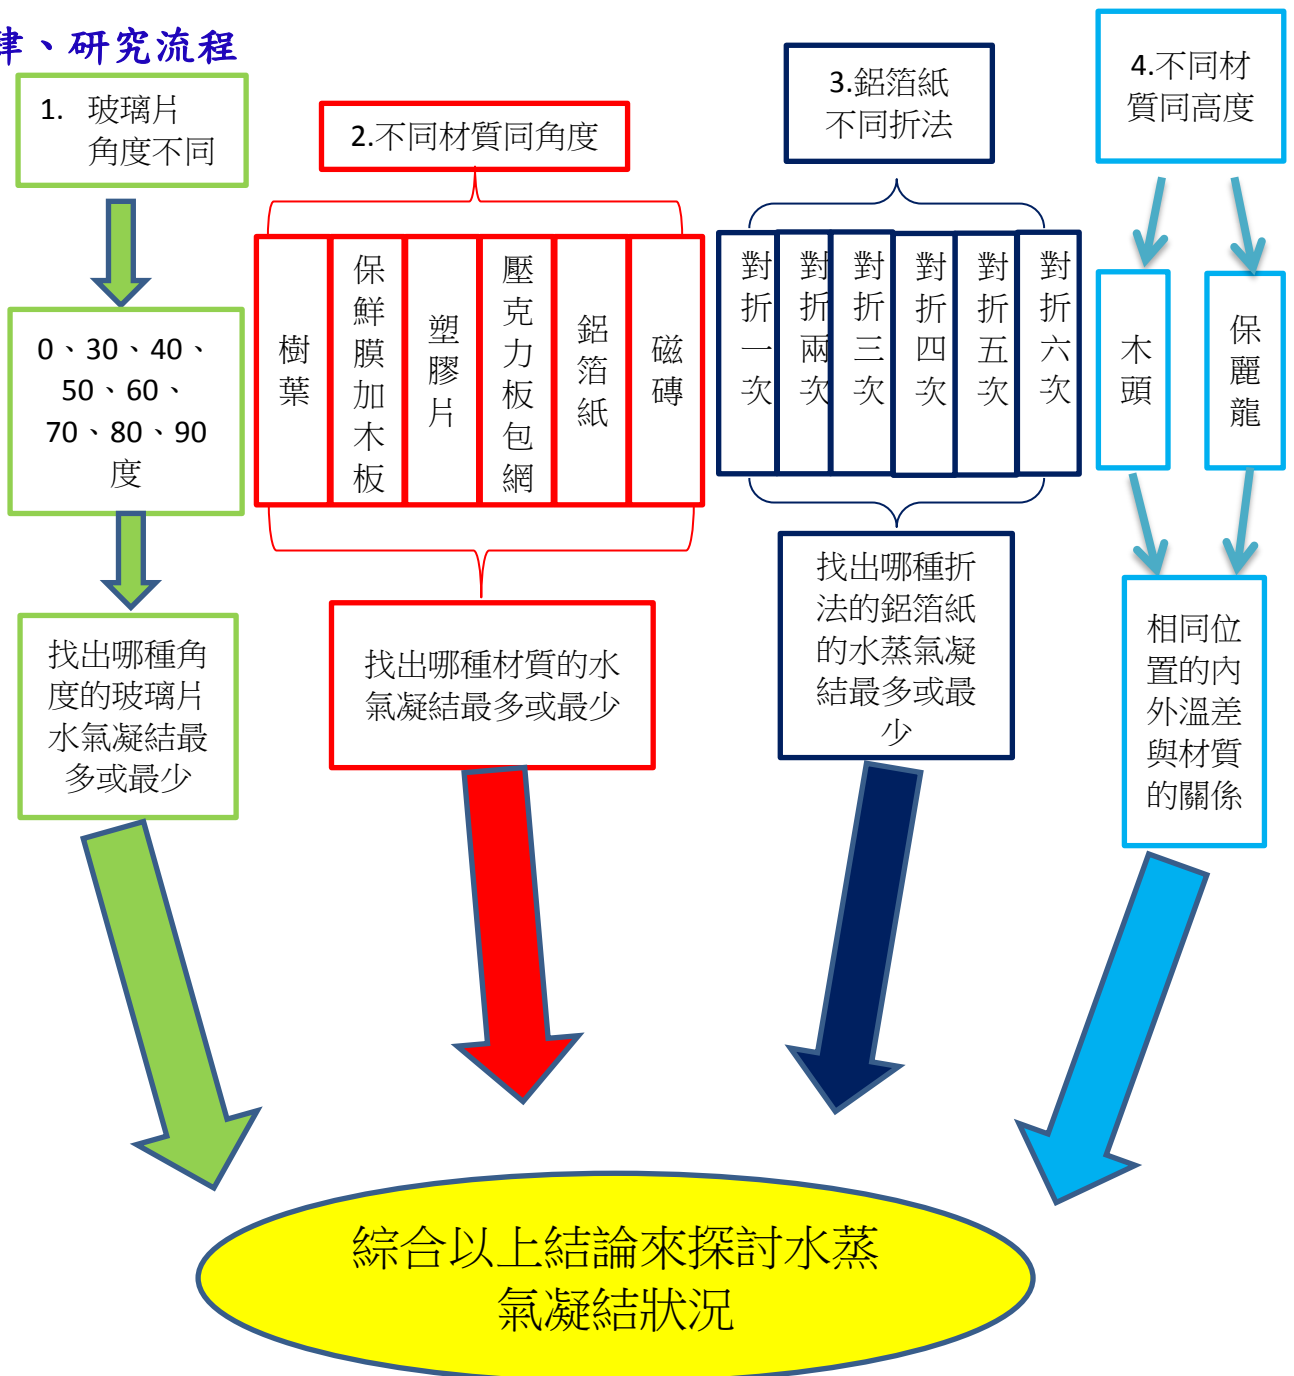 肆、研究流程
1. 玻璃片
角度不同
0、30、40、
50、60、
70、80、90
度
找出哪種角
度的玻璃片
水氣凝結最
多或最少
2.不同材質同角度
樹葉
保鮮膜加木板
塑膠片
壓克力板包網
鋁箔紙
磁磚
找出哪種材質的水
氣凝結最多或最少
3.鋁箔紙
不同折法
對折一次
對折兩次
對折三次
對折四次
對折五次
對折六次
找出哪種折
法的鋁箔紙
的水蒸氣凝
結最多或最
少
4.不同材
質同高度
木頭
保麗龍
相同位
置的內
外溫差
與材質
的關係
綜合以上結論來探討水蒸
氣凝結狀況